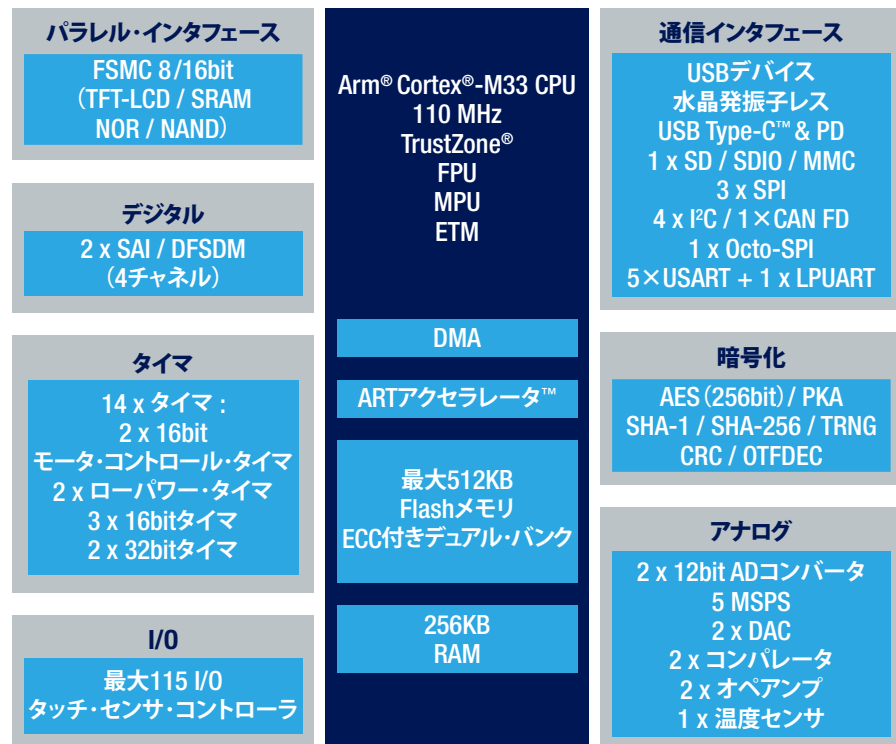 パラレル・インタフェース
FSMC 8/16bit
(TFT-LCD / SRAM
NOR / NAND)
デジタル
2 x SAI / DFSDM
(4チャネル)
タイマ
14 x タイマ :
2 x 16bit
モータ・コントロール・タイマ
2 x ローパワー・タイマ
3 x 16bitタイマ
2 x 32bitタイマ
I/O
最大115 I/O
タッチ・センサ・コントローラ
Arm® Cortex®-M33 CPU
110 MHz
TrustZone®
FPU
MPU
ETM
DMA
ARTアクセラレータ™
最大512KB
Flashメモリ
ECC付きデュアル・バンク
256KB
RAM
通信インタフェース
USBデバイス
水晶発振子レス
USB Type-C™ & PD
1 x SD / SDIO / MMC
3 x SPI
4 x I²C / 1×CAN FD
1 x Octo-SPI
5×USART + 1 x LPUART
暗号化
AES(256bit)/ PKA
SHA-1 / SHA-256 / TRNG
CRC / OTFDEC
アナログ
2 x 12bit ADコンバータ
5 MSPS
2 x DAC
2 x コンパレータ
2 x オペアンプ
1 x 温度センサ